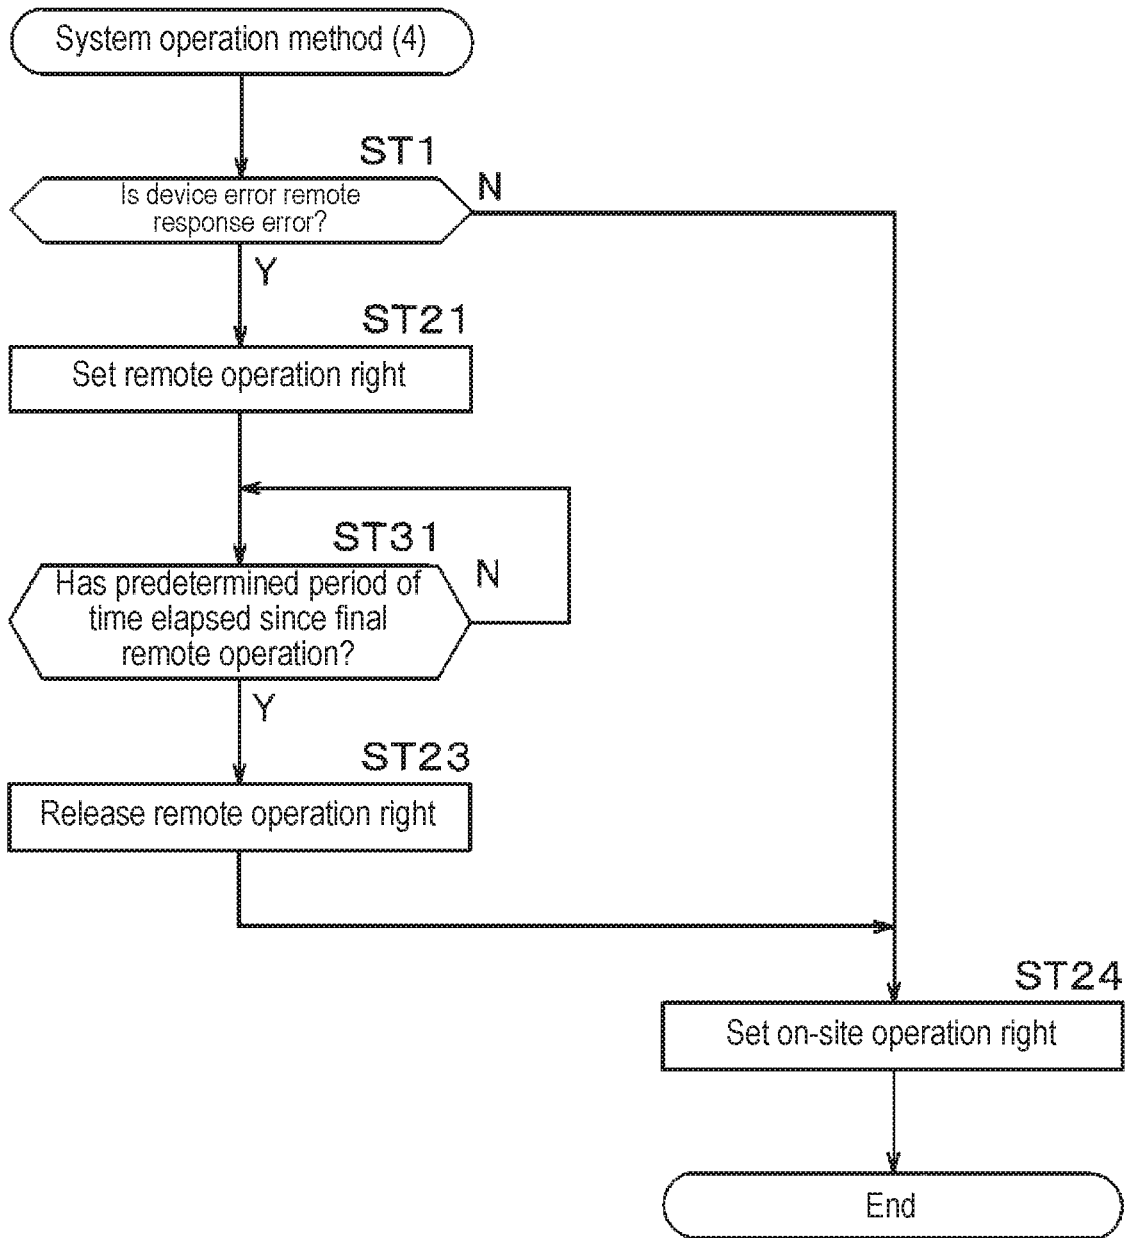 System operation method (4)
ST1
Is device error remote
response error?
N
Y
ST21
Set remote operation right
ST31
Has predetermined period of
time elapsed since final
remote operation?
N
Y
ST23
Release remote operation right
ST24
Set on-site operation right
End